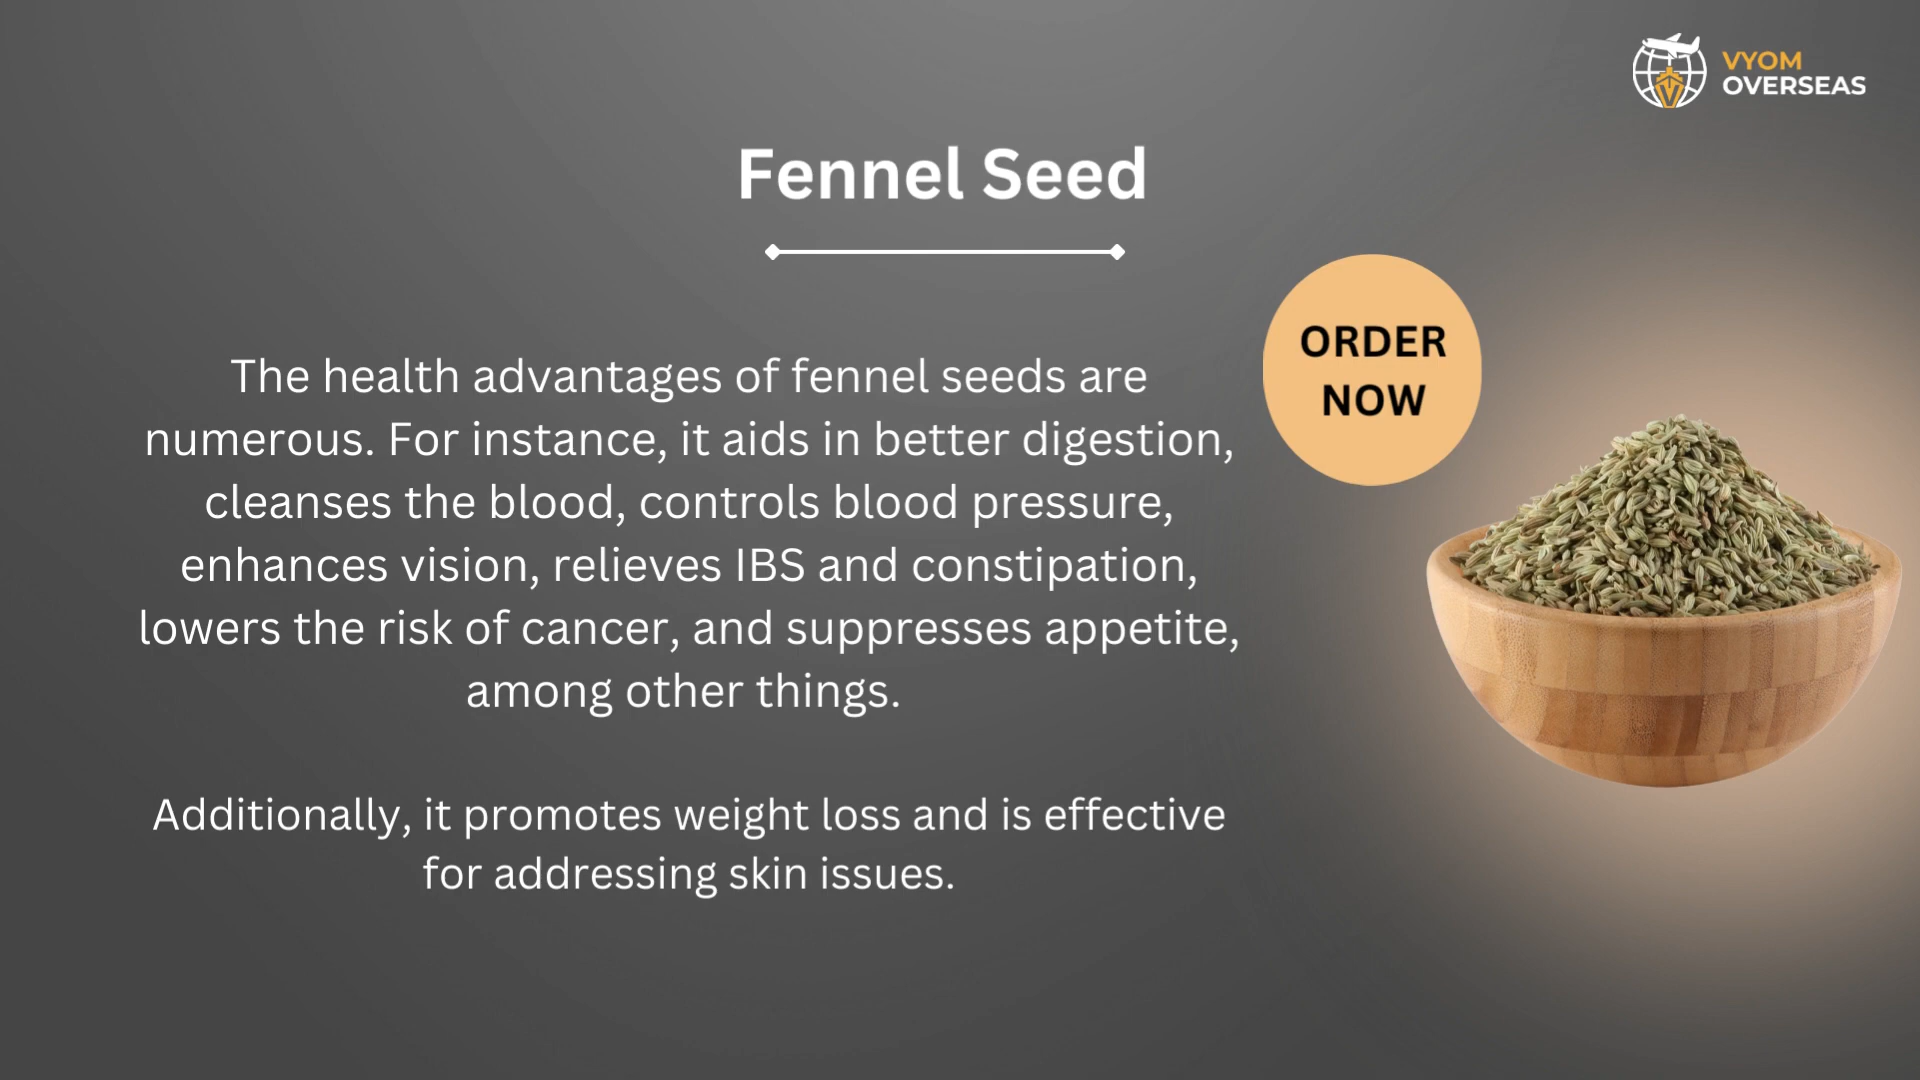 VYOM
OVERSEAS
Fennel Seed
ORDER
NOW
The health advantages of fennel seeds are
numerous. For instance, it aids in better digestion,
cleanses the blood, controls blood pressure,
enhances vision, relieves IBS and constipation,
lowers the risk of cancer, and suppresses appetite,
among other things.
Additionally, it promotes weight loss and is effective
for addressing skin issues.